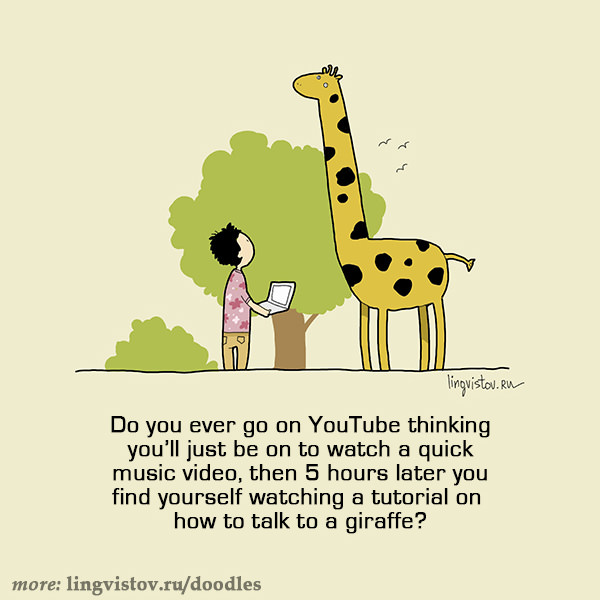 lingvistov.ru
Do you ever go on YouTube thinking
you'll just be on to watch a quick
music video, then 5 hours later you
find yourself watching a tutorial on
how to talk to a giraffe?
more: lingvistov.ru/doodles